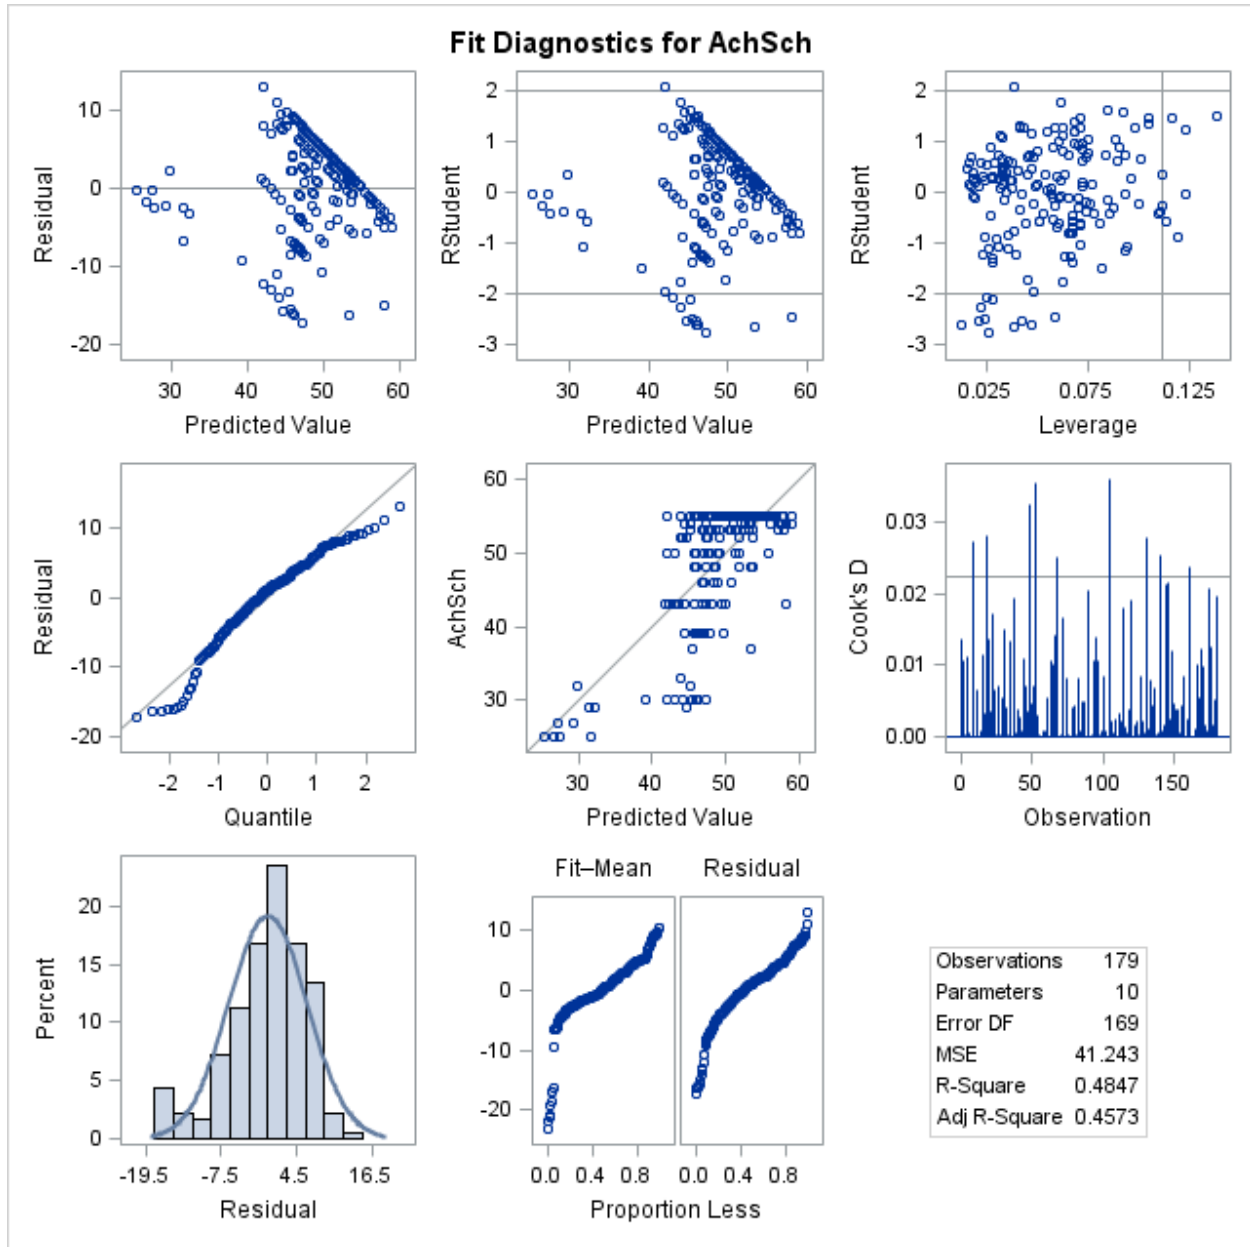 Fit Diagnostics for AchSch
Residual
10
0
-10
-20
30 40 50 60
Predicted Value
RStudent
2
1
0
-1
-2
-3
30 40 50 60
Predicted Value
RStudent
2
1
0
-1
-2
-3
0.025 0.075 0.125
Leverage
Residual
10
0
-10
-20
-2 -1 0 1 2
Quantile
AchSch
60
50
40
30
30 40 50 60
Predicted Value
Cook's D
0.03
0.02
0.01
0.00
0 50 100 150
Observation
Percent
20
15
10
5
0
-19.5 -7.5 4.5 16.5
Residual
Fit–Mean Residual
10
0
-10
-20
0.0 0.4 0.8 0.0 0.4 0.8
Proportion Less
Observations 179
Parameters 10
Error DF 169
MSE 41.243
R-Square 0.4847
Adj R-Square 0.4573